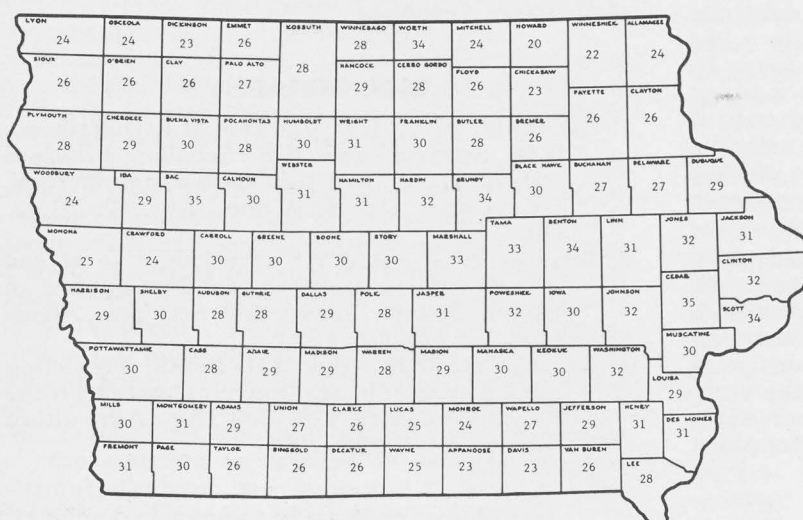 LYON OSCEOLA DICKINSON EMMET KOSSUTH WINNEBAGO WORTH MITCHELL HOWARD WINNESHIEK ALLAMAKEE
24 24 23 26 28 28 34 24 20 22 24
SIOUX O'BRIEN CLAY PALO ALTO HANCOCK CERRO GORDO FLOYD CHICKASAW
26 26 26 27 29 28 26 23
FAYETTE CLAYTON
26 26
PLYMOUTH CHEROKEE BUENA VISTA POCAHONTAS HUMBOLDT WRIGHT FRANKLIN BUTLER BREMER
28 29 30 28 30 31 30 28 26
WOODBURY IDA SAC CALHOUN WEBSTER HAMILTON HARDIN GRUNDY BLACK HAWK BUCHANAN DELAWARE DUBUQUE
24 29 35 30 31 31 32 34 30 27 27 29
MONONA CRAWFORD CARROLL GREENE BOONE STORY MARSHALL TAMA BENTON LINN JONES JACKSON
25 24 30 30 30 30 33 33 34 31 32 31
CLINTON
32
HARRISON SHELBY AUDUBON GUTHRIE DALLAS POLK JASPER POWESHIEK IOWA JOHNSON CEDAR SCOTT
29 30 28 28 29 28 31 32 30 32 35 34
MUSCATINE
30
POTTAWATTAMIE CASS ADAIR MADISON WARREN MARION MAHASKA KEOKUK WASHINGTON LOUISA
30 28 29 29 28 29 30 30 32 29
MILLS MONTGOMERY ADAMS UNION CLARKE LUCAS MONROE WAPELLO JEFFERSON HENRY DES MOINES
30 31 29 27 26 25 24 27 29 31 31
FREMONT PAGE TAYLOR RINGGOLD DECATUR WAYNE APPANOOSE DAVIS VAN BUREN LEE
31 30 26 26 26 25 23 23 26 28